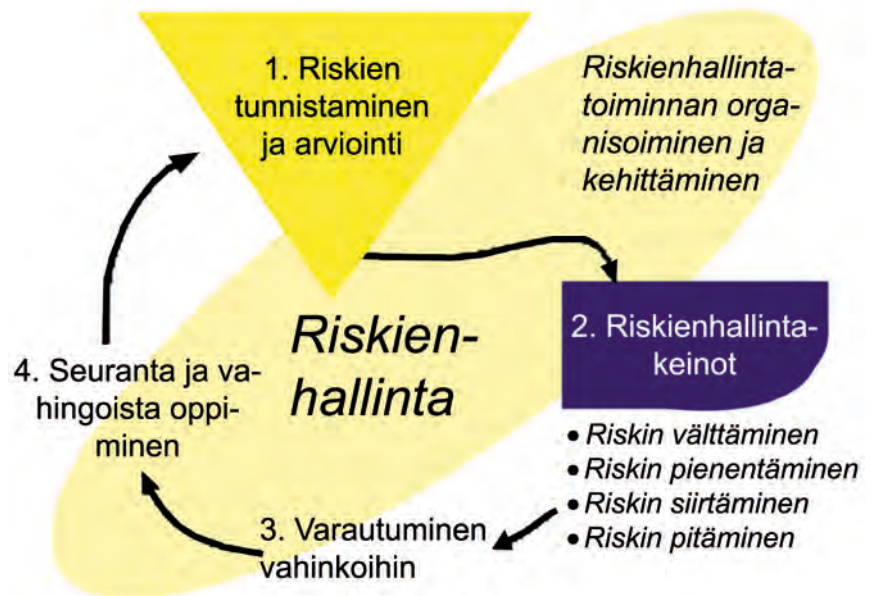 1. Riskien
tunnistaminen
ja arviointi
Riskienhallinta-
toiminnan orga-
nisoiminen ja
kehittäminen
Riskien-
hallinta
2. Riskienhallinta-
keinot
• Riskin välttäminen
• Riskin pienentäminen
• Riskin siirtäminen
• Riskin pitäminen
3. Varautuminen
vahinkoihin
4. Seuranta ja va-
hingoista oppi-
minen